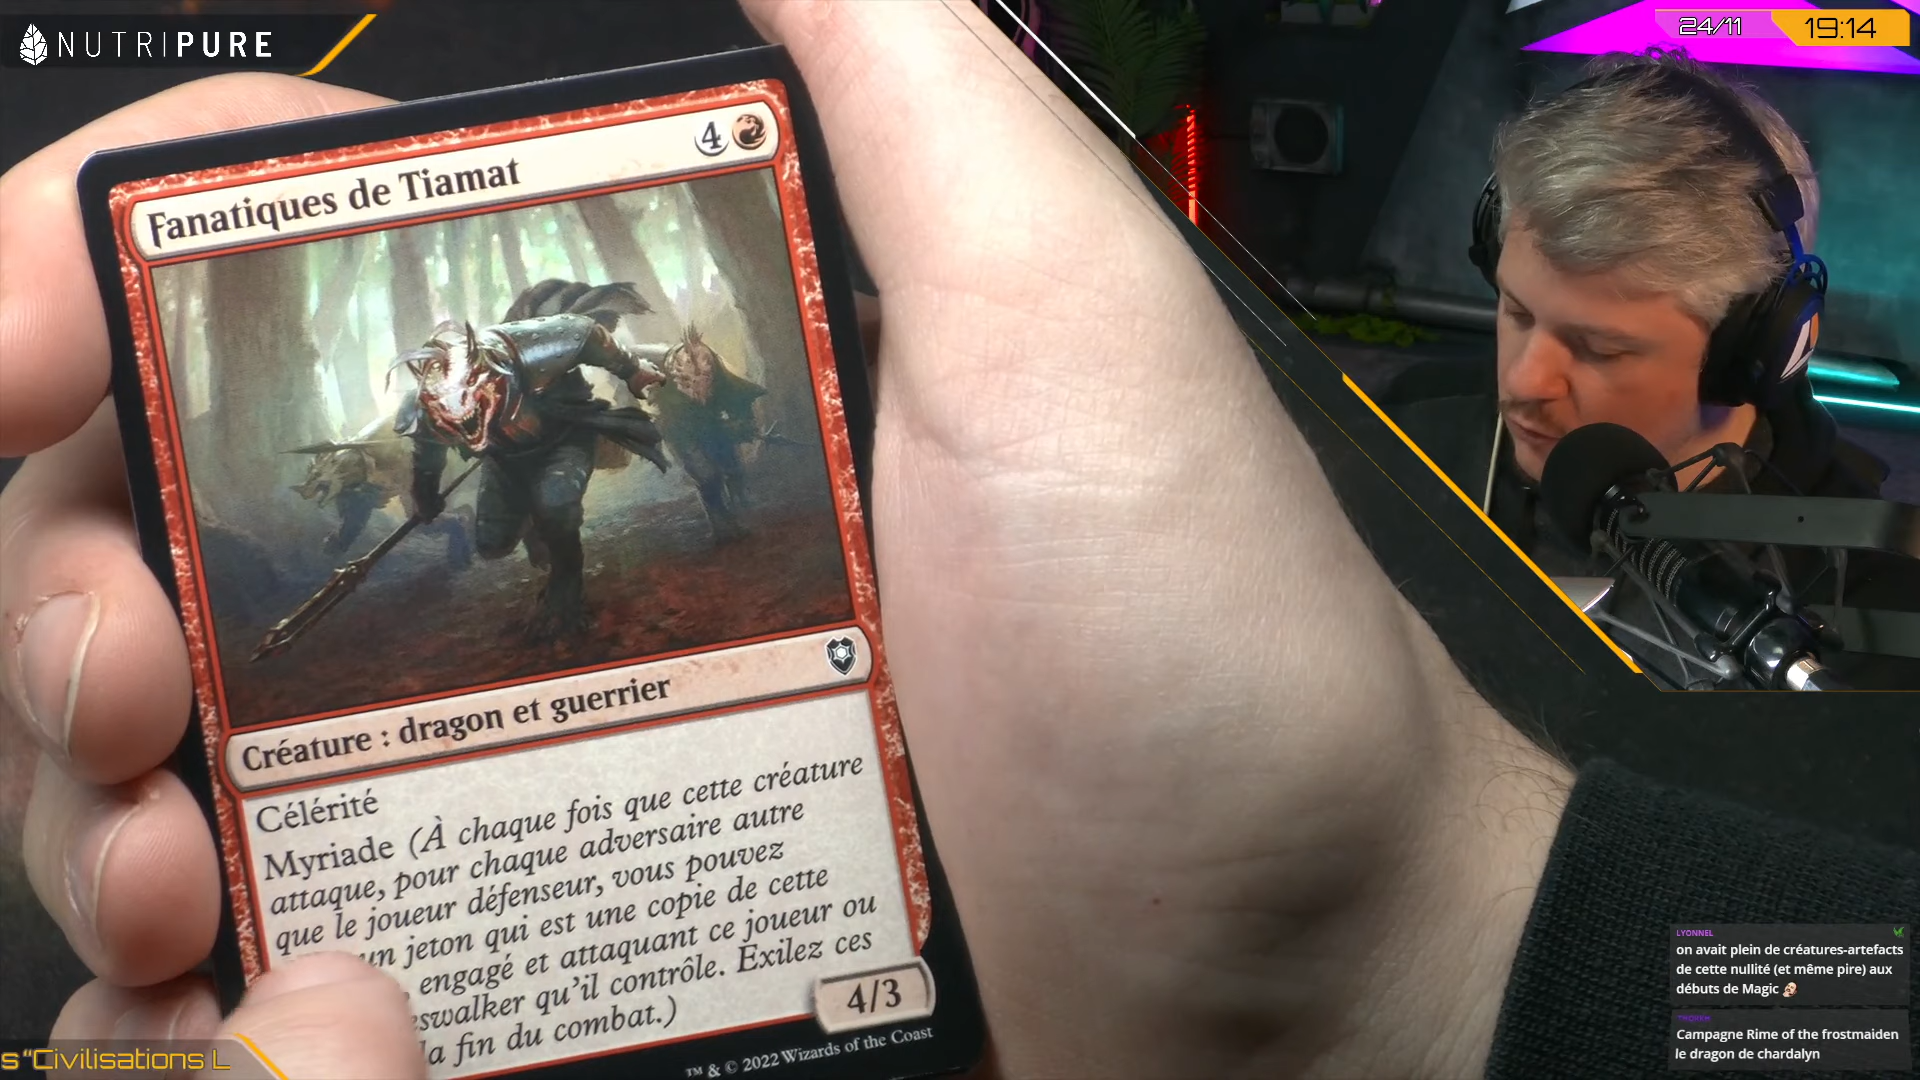 NUTRIPURE
24/11
19:14
Fanatiques de Tiamat
4
Créature : dragon et guerrier
Célérité
Myriade (À chaque fois que cette créature
attaque, pour chaque adversaire autre
que le joueur défenseur, vous pouvez
un jeton qui est une copie de cette
engagé et attaquant ce joueur ou
qu'il contrôle. Exilez ces
la fin du combat.)
4/3
™ & © 2022 Wizards of the Coast
LYONNEL
on avait plein de créatures-artefacts
de cette nullité (et même pire) aux
débuts de Magic
Campagne Rime of the frostmaiden
le dragon de chardalyn
s "Civilisations L